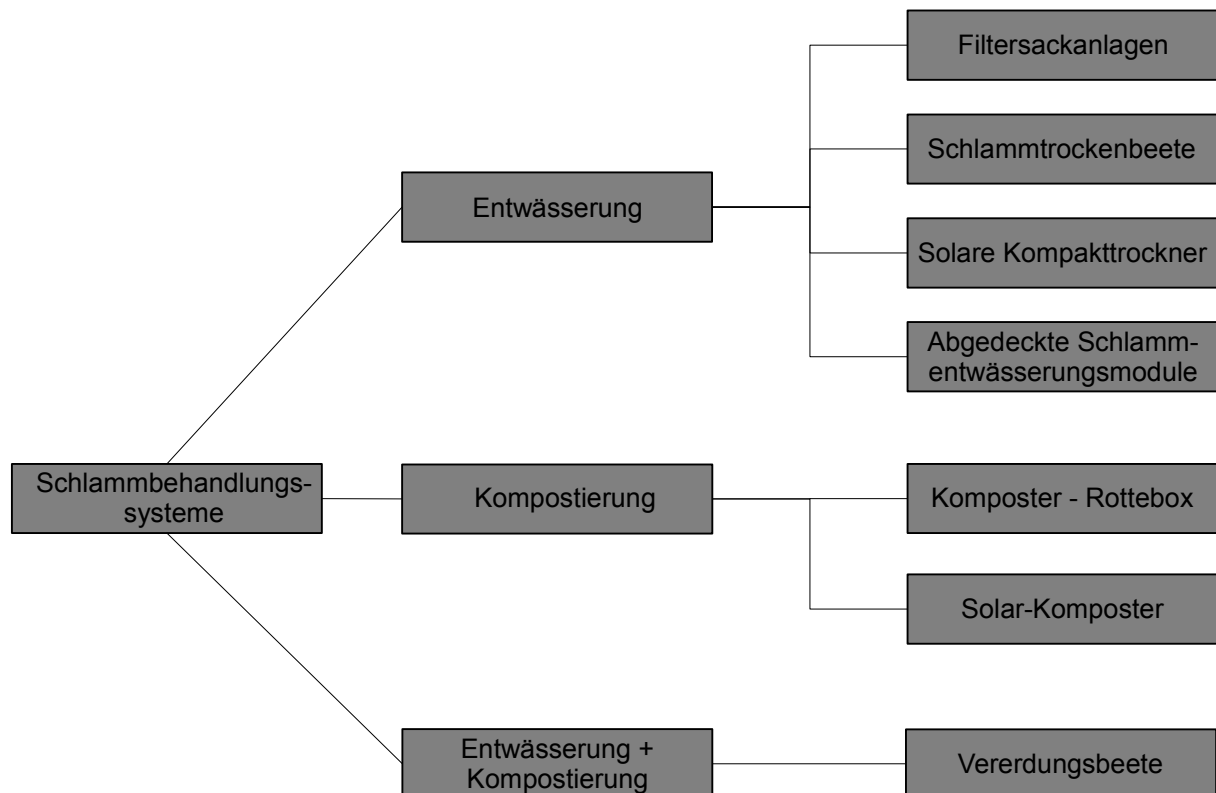 Filtersackanlagen
Schlammtrockenbeete
Entwässerung
Solare Kompakttrockner
Abgedeckte Schlamm-
entwässerungsmodule
Schlammbehandlungs-
systeme
Kompostierung
Komposter - Rottebox
Solar-Komposter
Entwässerung +
Kompostierung
Vererdungsbeete